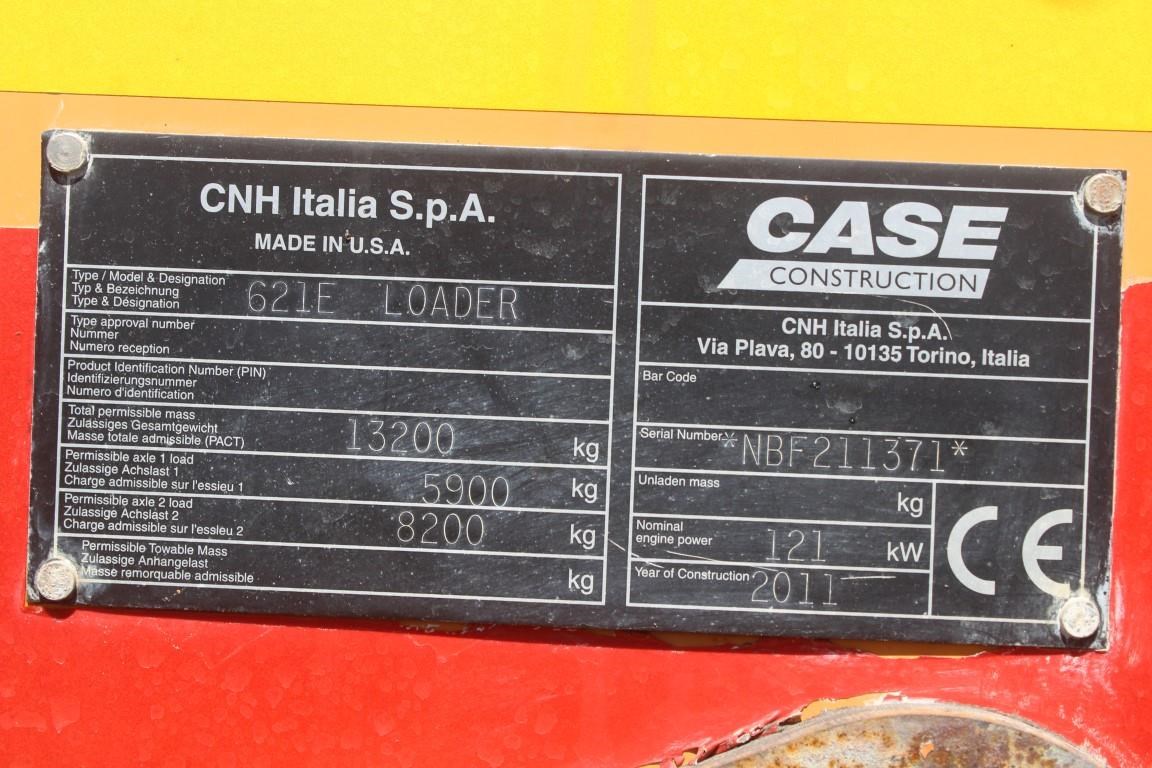 CNH Italia S.p.A.
MADE IN U.S.A.
Type / Model & Designation
Typ & Bezeichnung
Type & Désignation
621E LOADER
Type approval number
Nummer
Numero reception
Product Identification Number (PIN)
Identifizierungsnummer
Numero d'identification
Total permissible mass
Zulässiges Gesamtgewicht
Masse totale admissible (PACT)
13200 kg
Permissible axle 1 load
Zulassige Achslast 1
Charge admissible sur l'essieu 1
5900 kg
Permissible axle 2 load
Zulassige Achslast 2
Charge admissible sur l'essleu 2
8200 kg
Permissible Towable Mass
Zulassige Anhangelast
Masse remorquable admissible
kg
CASE
CONSTRUCTION
CNH Italia S.p.A.
Via Plava, 80 - 10135 Torino, Italia
Bar Code
Serial Number *NBF211371*
Unladen mass
kg
Nominal
engine power 121 kW
Year of Construction 2011
CE